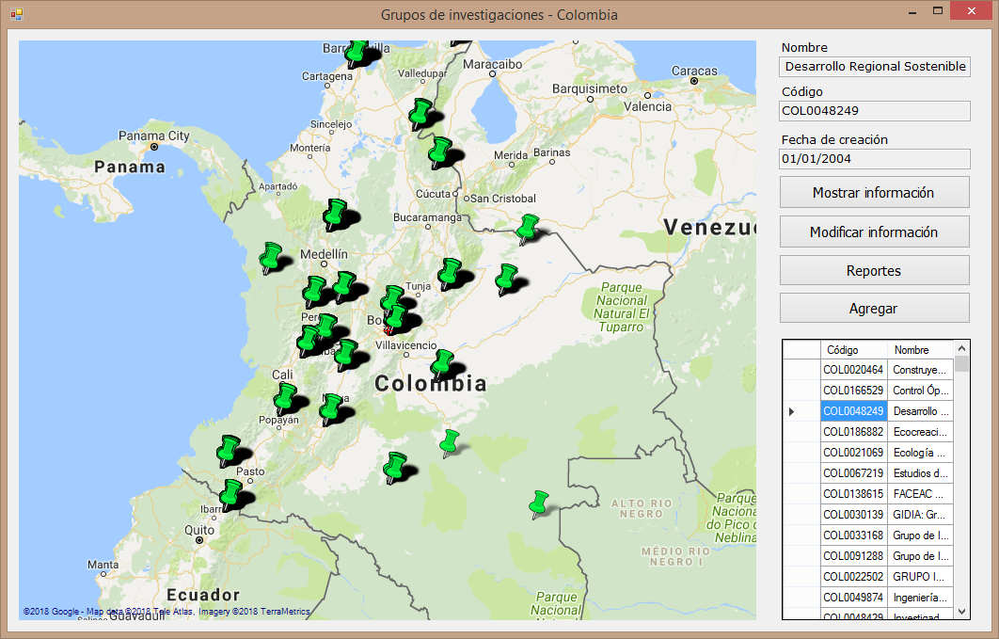 Grupos de investigaciones - Colombia
Cartagena
Valledupar
Maracaibo
Caracas
Barquisimeto
Valencia
Sincelejo
Panama City
Montería
Merida
Barinas
Panama
Apartadó
Cúcuta
San Cristobal
Bucaramanga
Venezu
Medellín
Tunja
Parque
Nacional
Natural El
Tuparro
Villavicencio
Cali
Colombia
Popayán
Pasto
ALTO RIO
NEGRO
Parque
Nacional
do Pico da
Neblina
Quito
MÉDIO RIO
NEGRO I
Manta
Ecuador
Guayaquil
Parque
Nacional
©2018 Google - Map data ©2018 Tele Atlas, Imagery ©2018 TerraMetrics
Nombre
Desarrollo Regional Sostenible
Código
COL0048249
Fecha de creación
01/01/2004
Mostrar información
Modificar información
Reportes
Agregar
Código Nombre
COL0020464 Construye...
COL0166529 Control Óp...
COL0048249 Desarrollo ...
COL0186882 Ecocreaci...
COL0021069 Ecología ...
COL0067219 Estudios d...
COL0138615 FACEAC ...
COL0030139 GIDIA: Gr...
COL0033168 Grupo de I...
COL0091288 Grupo de I...
COL0022502 GRUPO I...
COL0049874 Ingeniería...
COL0048429 Investigad